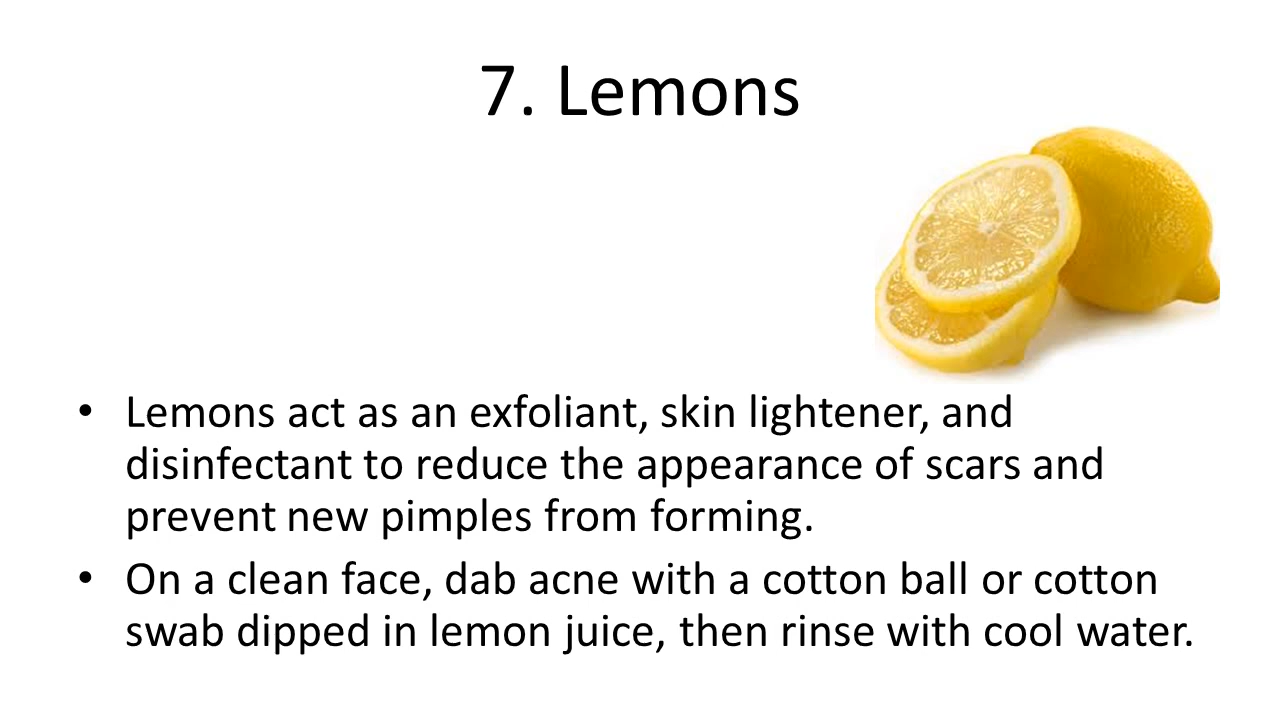 7. Lemons
• Lemons act as an exfoliant, skin lightener, and
disinfectant to reduce the appearance of scars and
prevent new pimples from forming.
• On a clean face, dab acne with a cotton ball or cotton
swab dipped in lemon juice, then rinse with cool water.